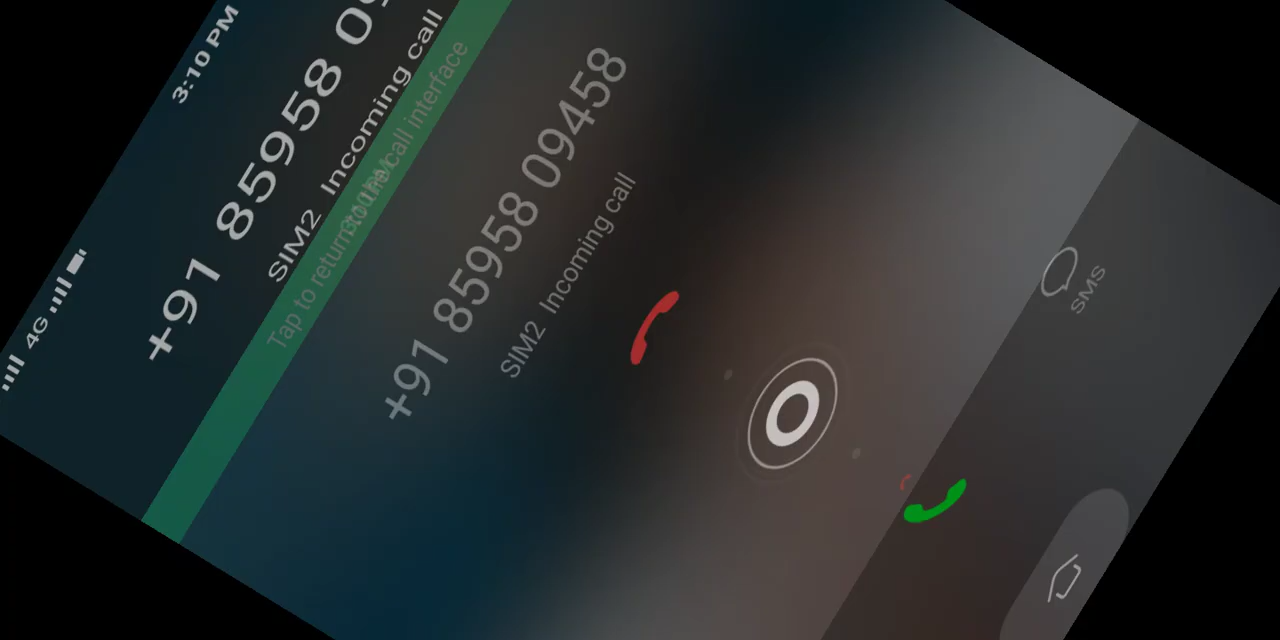 4G 3:10 PM
+91 85958 09
SIM2 Incoming call
Tap to return to the call interface
+91 85958 09458
SIM2 Incoming call
SMS